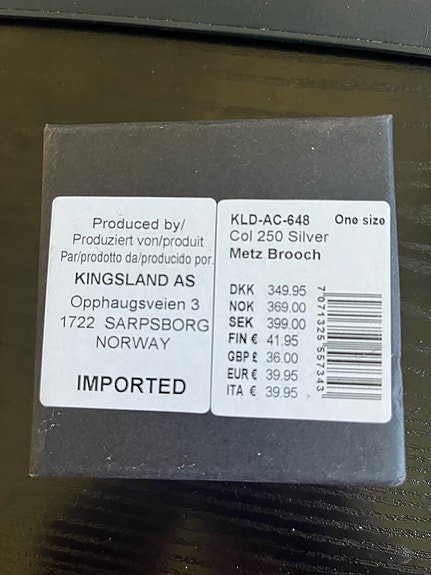 Produced by/
Produziert von/produit
Par/prodotto da/producido por.
KINGSLAND AS
Opphaugsveien 3
1722 SARPSBORG
NORWAY
IMPORTED
KLD-AC-648 One size
Col 250 Silver
Metz Brooch
DKK 349.95
NOK 369.00
SEK 399.00
FIN € 41.95
GBP £ 36.00
EUR € 39.95
ITA € 39.95
7071325557343